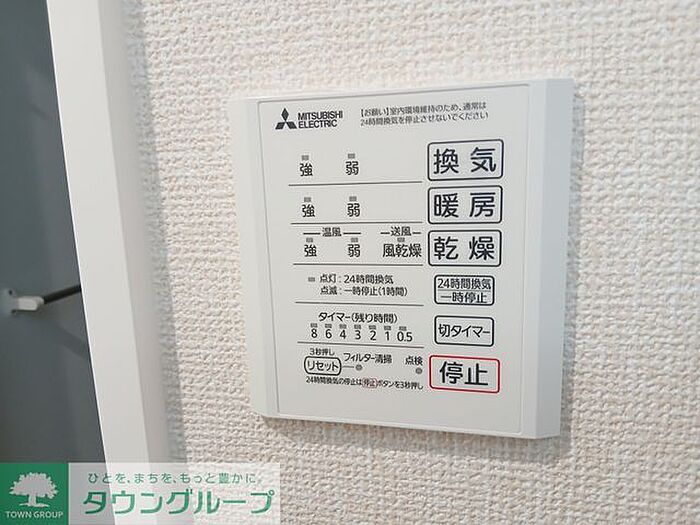 MITSUBISHI
ELECTRIC
【お願い】室内環境維持のため、通常は
24時間換気を停止させないでください
強 弱 換気
強 弱 暖房
温風 送風
強 弱 風乾燥 乾燥
点灯:24時間換気
点滅:一時停止(1時間)
24時間換気
一時停止
タイマー(残り時間)
8 6 4 3 2 1 0.5
切タイマー
3秒押し
リセット フィルター清掃 点検
停止
24時間換気の停止は停止ボタンを3秒押し
ひとを、まちを、もっと豊かに。
タウングループ
TOWN GROUP